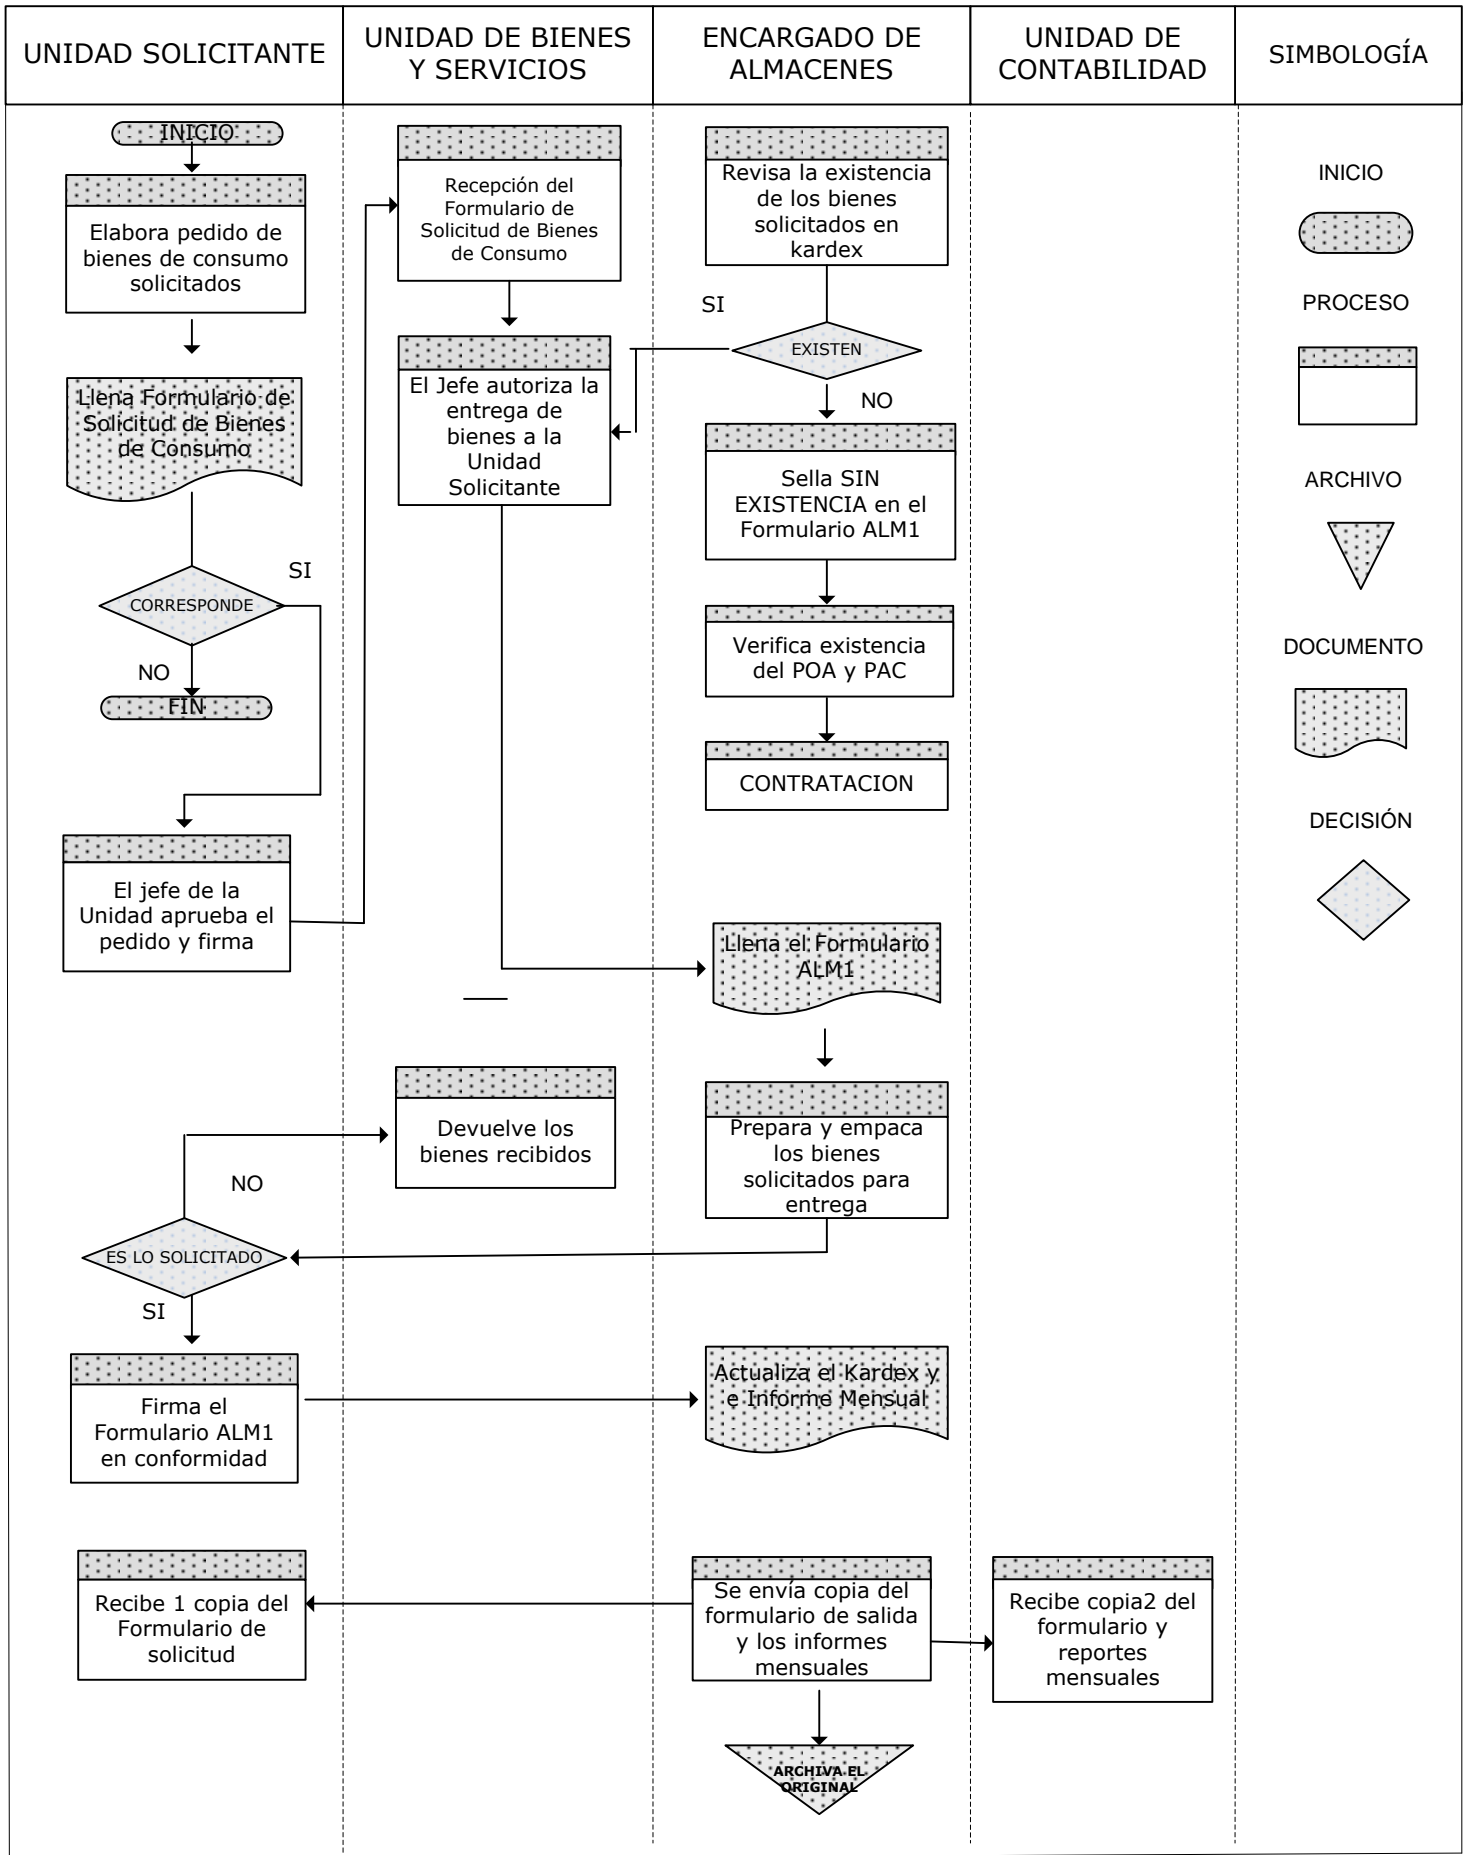 UNIDAD SOLICITANTE
UNIDAD DE BIENES
Y SERVICIOS
ENCARGADO DE
ALMACENES
UNIDAD DE
CONTABILIDAD
SIMBOLOGÍA
INICIO
Elabora pedido de
bienes de consumo
solicitados
Llena Formulario de
Solicitud de Bienes
de Consumo
SI
CORRESPONDE
NO
FIN
El jefe de la
Unidad aprueba el
pedido y firma
NO
ES LO SOLICITADO
SI
Firma el
Formulario ALM1
en conformidad
Recibe 1 copia del
Formulario de
solicitud
Recepción del
Formulario de
Solicitud de Bienes
de Consumo
El Jefe autoriza la
entrega de
bienes a la
Unidad
Solicitante
Devuelve los
bienes recibidos
Revisa la existencia
de los bienes
solicitados en
kardex
SI
EXISTEN
NO
Sella SIN
EXISTENCIA en el
Formulario ALM1
Verifica existencia
del POA y PAC
CONTRATACION
Llena el Formulario
ALM1
Prepara y empaca
los bienes
solicitados para
entrega
Actualiza el Kardex y
e Informe Mensual
Se envía copia del
formulario de salida
y los informes
mensuales
ARCHIVA EL
ORIGINAL
Recibe copia2 del
formulario y
reportes
mensuales
INICIO
PROCESO
ARCHIVO
DOCUMENTO
DECISIÓN